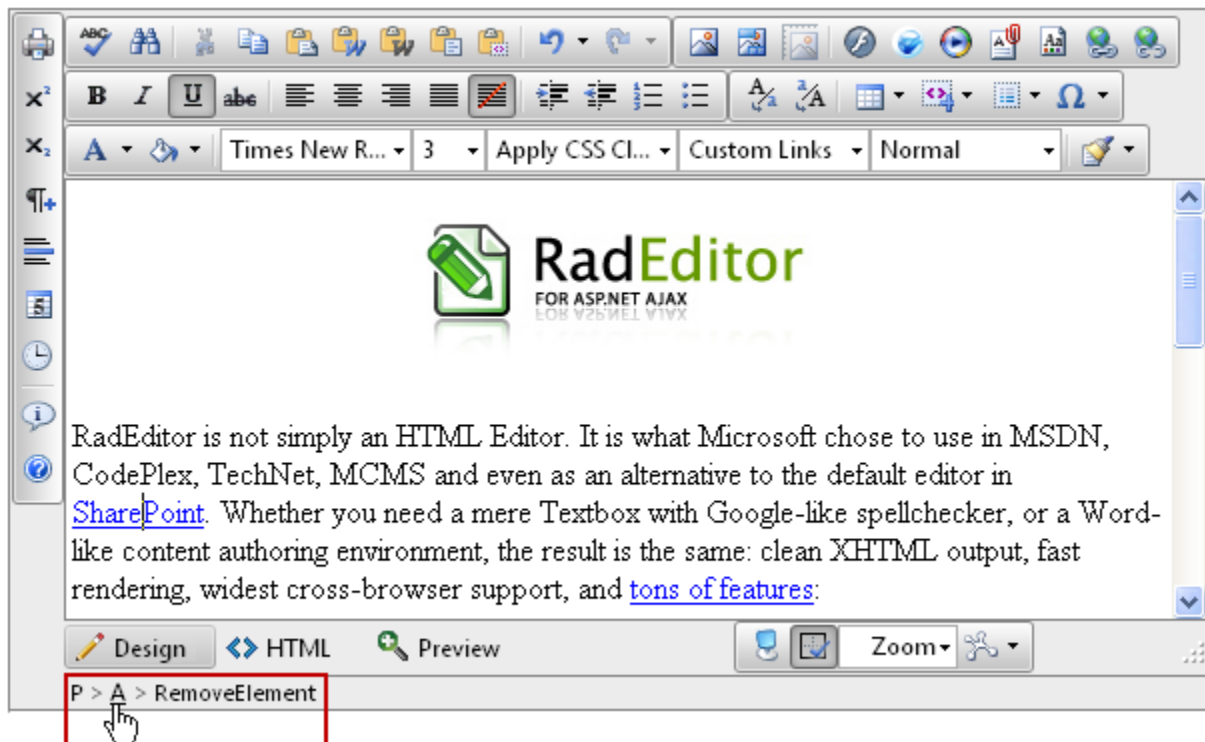 ABC
B I U abc
A Times New R... 3 Apply CSS Cl... Custom Links Normal
RadEditor
FOR ASP.NET AJAX
RadEditor is not simply an HTML Editor. It is what Microsoft chose to use in MSDN,
CodePlex, TechNet, MCMS and even as an alternative to the default editor in
SharePoint. Whether you need a mere Textbox with Google-like spellchecker, or a Word-
like content authoring environment, the result is the same: clean XHTML output, fast
rendering, widest cross-browser support, and tons of features:
Design HTML Preview Zoom
P > A > RemoveElement